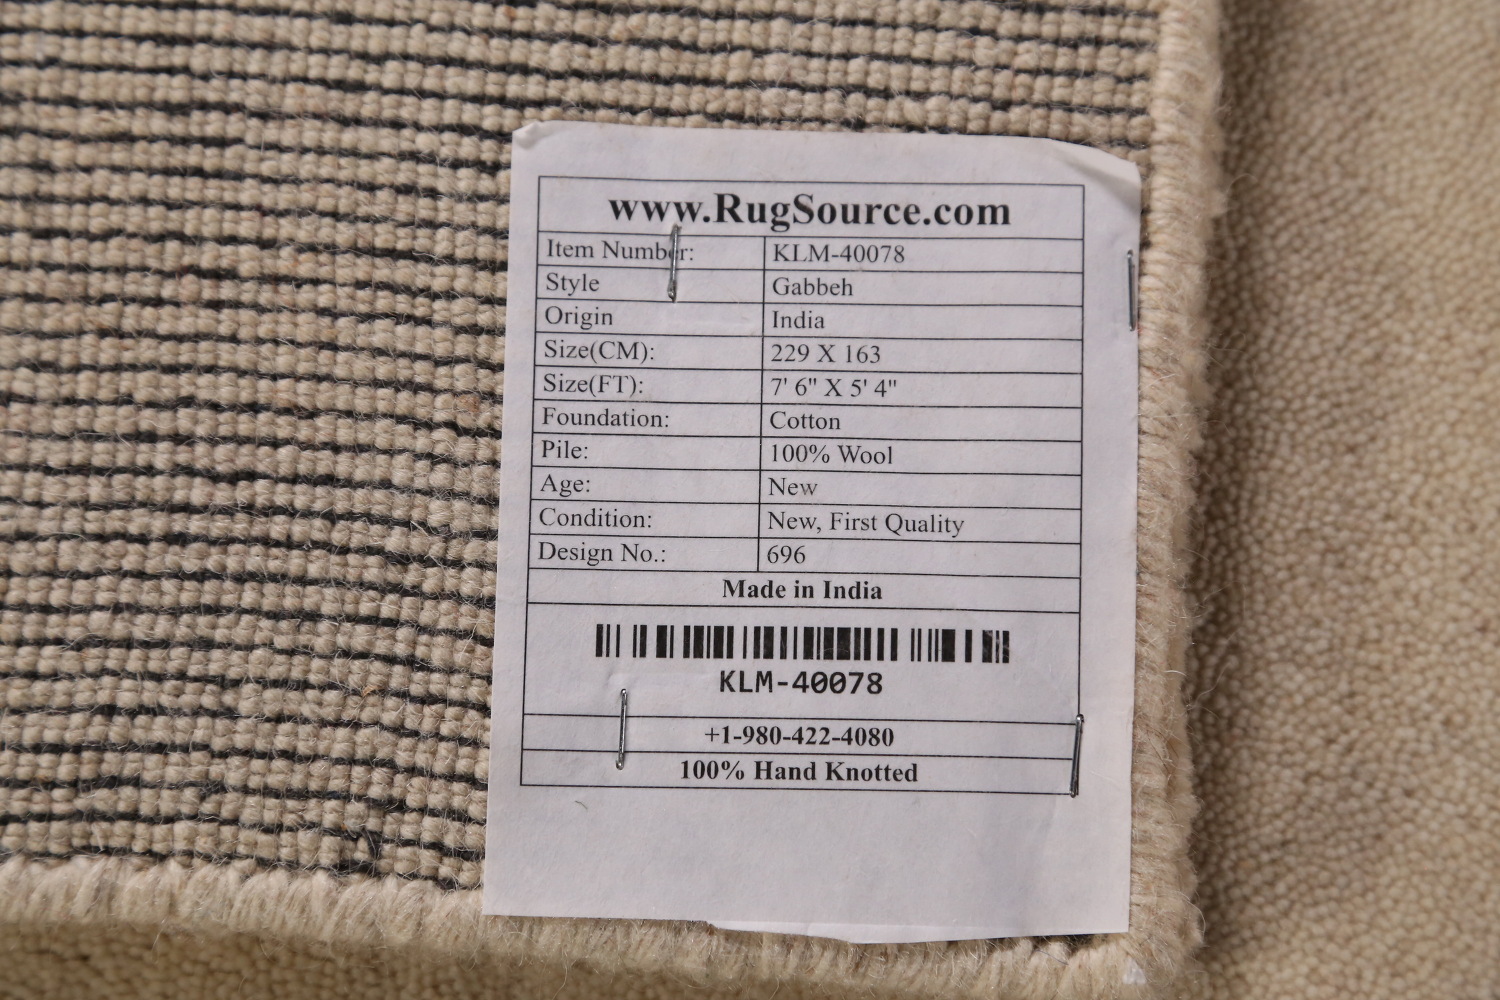 www.RugSource.com
Item Number: KLM-40078
Style Gabbeh
Origin India
Size(CM): 229 X 163
Size(FT): 7' 6" X 5' 4"
Foundation: Cotton
Pile: 100% Wool
Age: New
Condition: New, First Quality
Design No.: 696
Made in India
KLM-40078
+1-980-422-4080
100% Hand Knotted